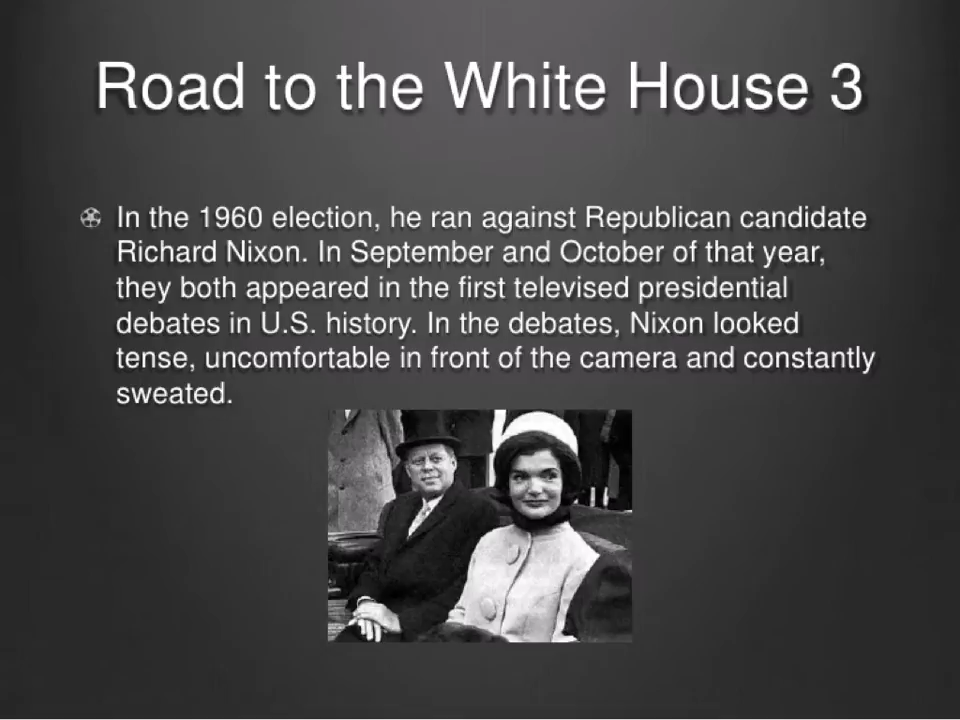 Road to the White House 3
In the 1960 election, he ran against Republican candidate
Richard Nixon. In September and October of that year,
they both appeared in the first televised presidential
debates in U.S. history. In the debates, Nixon looked
tense, uncomfortable in front of the camera and constantly
sweated.